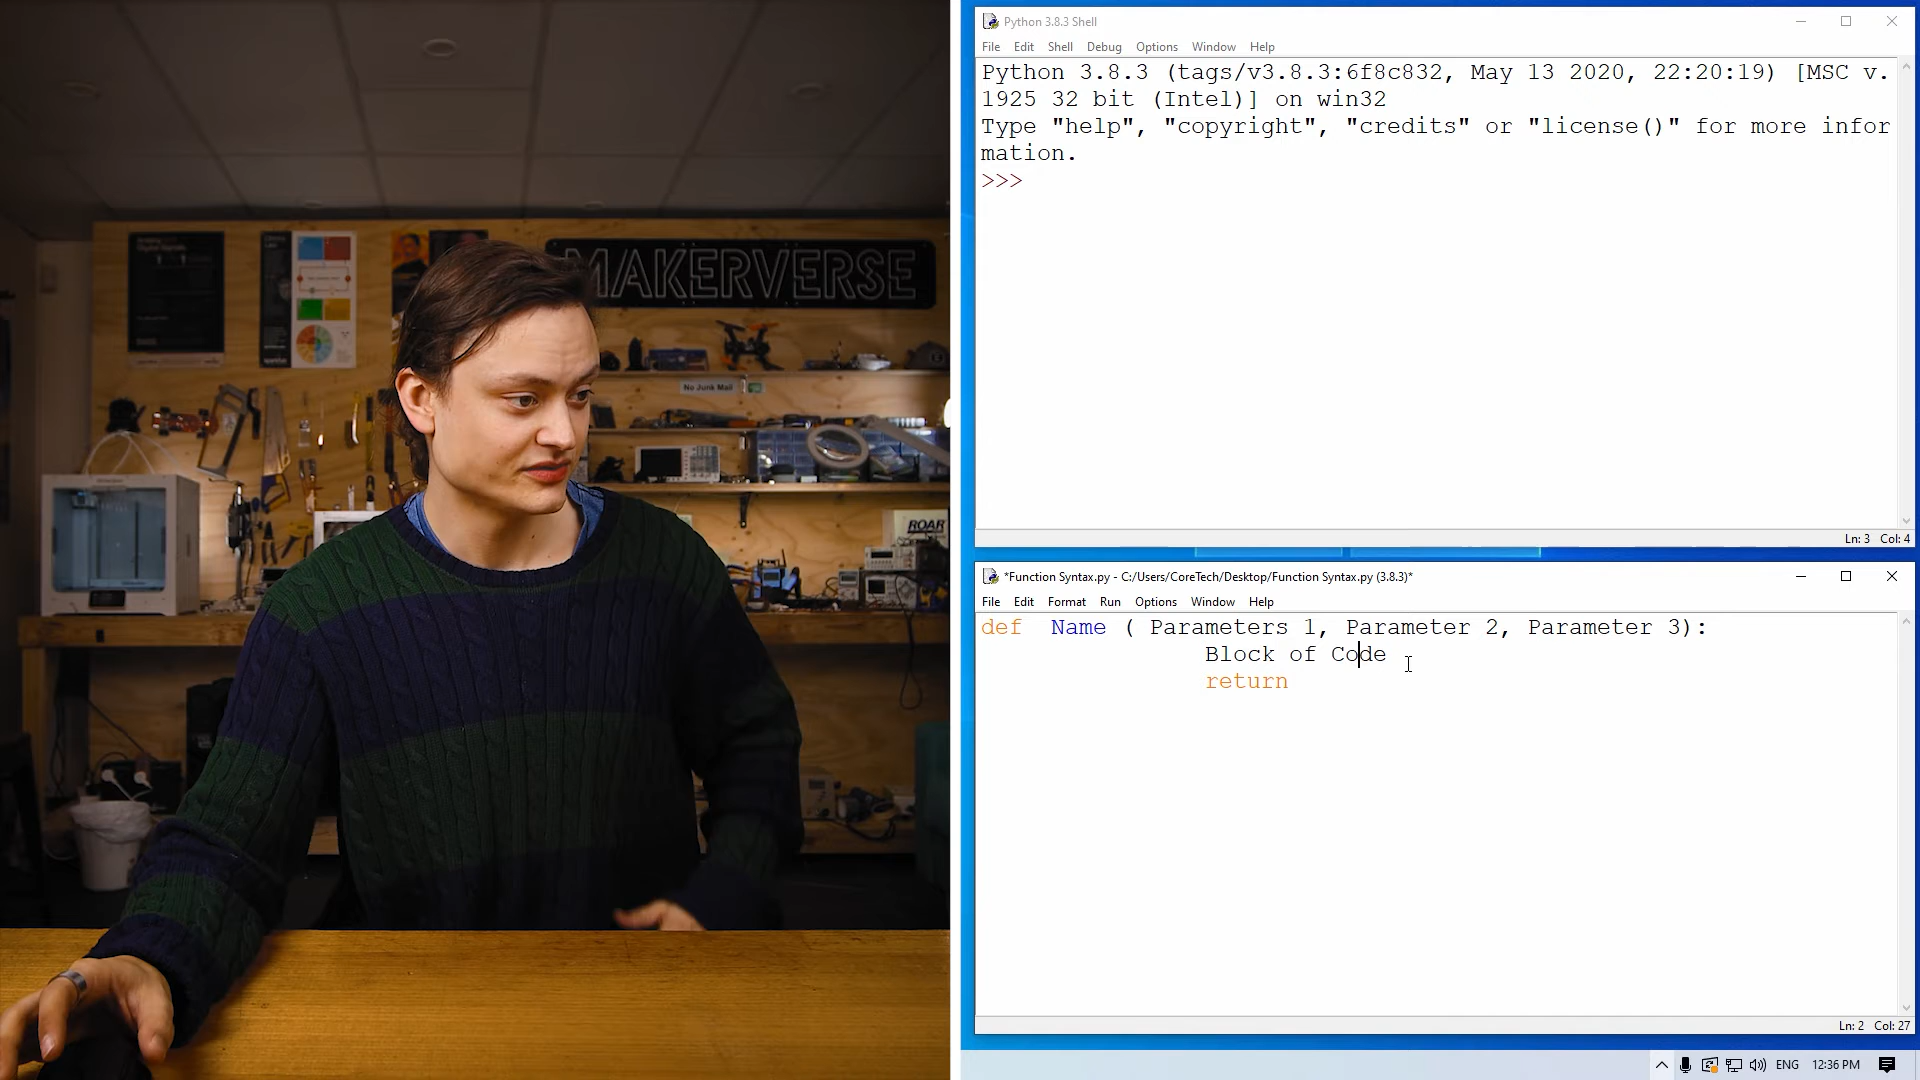 MAKERVERSE
No Junk Mail
ROAR
Python 3.8.3 Shell
File Edit Shell Debug Options Window Help
Python 3.8.3 (tags/v3.8.3:6f8c832, May 13 2020, 22:20:19) [MSC v.
1925 32 bit (Intel)] on win32
Type "help", "copyright", "credits" or "license()" for more infor
mation.
>>>
Ln: 3 Col: 4
*Function Syntax.py - C:/Users/CoreTech/Desktop/Function Syntax.py (3.8.3)*
File Edit Format Run Options Window Help
def Name ( Parameters 1, Parameter 2, Parameter 3):
Block of Code
return
Ln: 2 Col: 27
ENG 12:36 PM